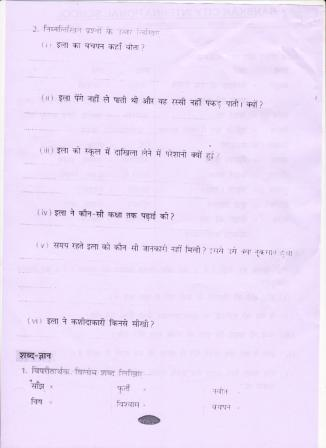 2. निम्नलिखित प्रश्नों के उत्तर लिखिए
(i) इला का बचपन कहाँ बीता?
(ii) इला पेंगे नहीं ले पाती थी और वह रस्सी नहीं पकड़ पाती। क्यों?
(iii) इला को स्कूल में दाखिला लेने में परेशानी क्यों हुई
(iv) इला ने कौन-सी कक्षा तक पढ़ाई की?
(v) समय रहते इला को कौन सी जानकारी नहीं मिली? इससे उसे क्या नुकसान हुआ
(vi) इला ने कशीदाकारी किनसे सीखी?
शब्द-ज्ञान
1. विपरीतार्थक, विलोम शब्द लिखिए
साँझ × फुर्ती × नवीन ×
विष × विश्वास × बचपन ×